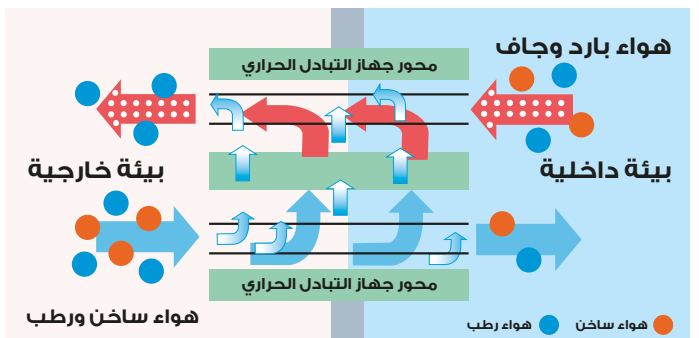 هواء بارد وجاف
محور جهاز التبادل الحراري
بيئة داخلية
بيئة خارجية
محور جهاز التبادل الحراري
هواء ساخن ورطب
هواء ساخن
هواء رطب